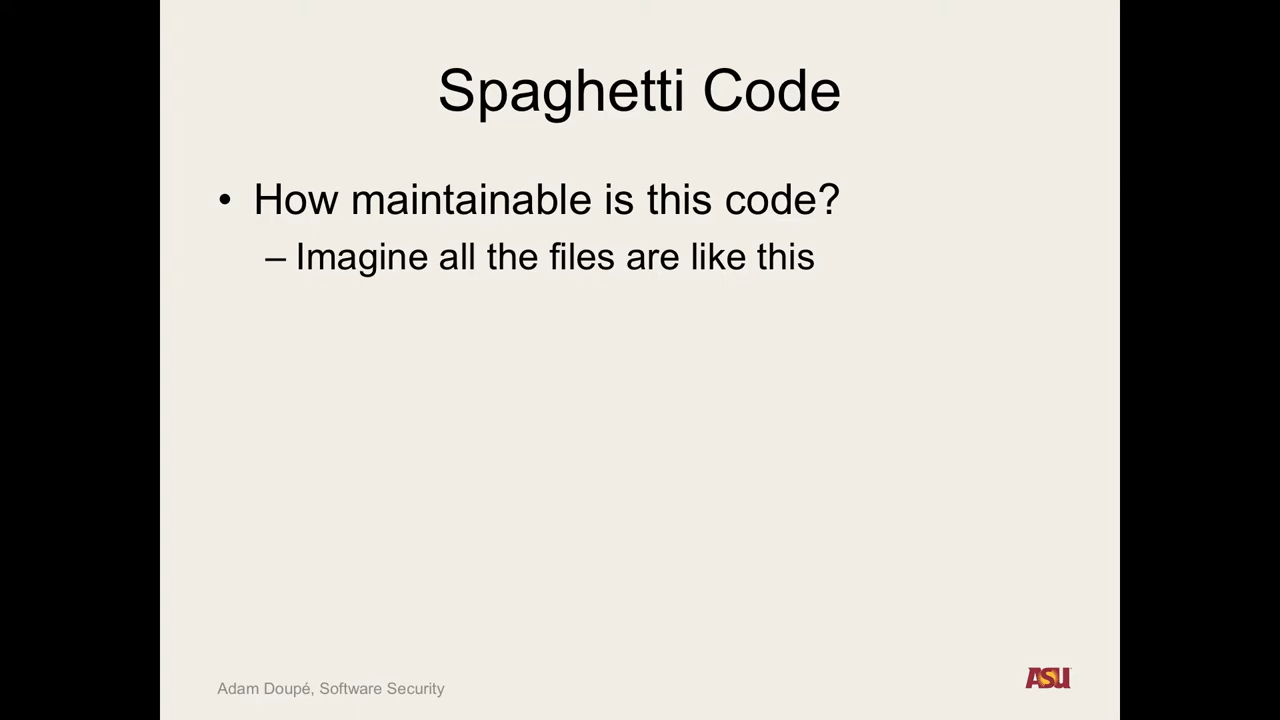 Spaghetti Code
• How maintainable is this code?
– Imagine all the files are like this
Adam Doupé, Software Security
ASU